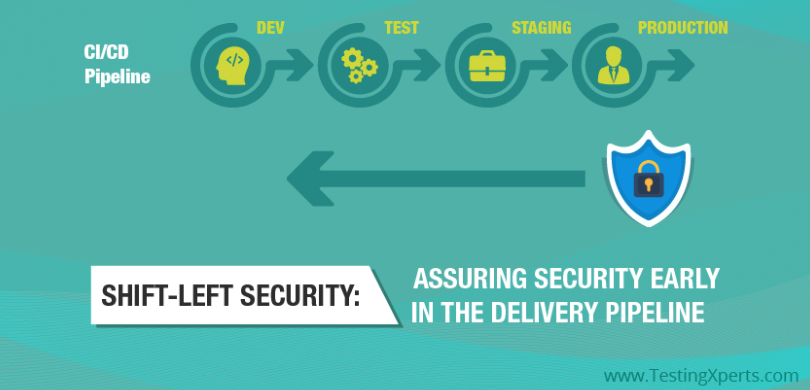 CI/CD
Pipeline
DEV
TEST
STAGING
PRODUCTION
</>
SHIFT-LEFT SECURITY:
ASSURING SECURITY EARLY
IN THE DELIVERY PIPELINE
www.TestingXperts.com